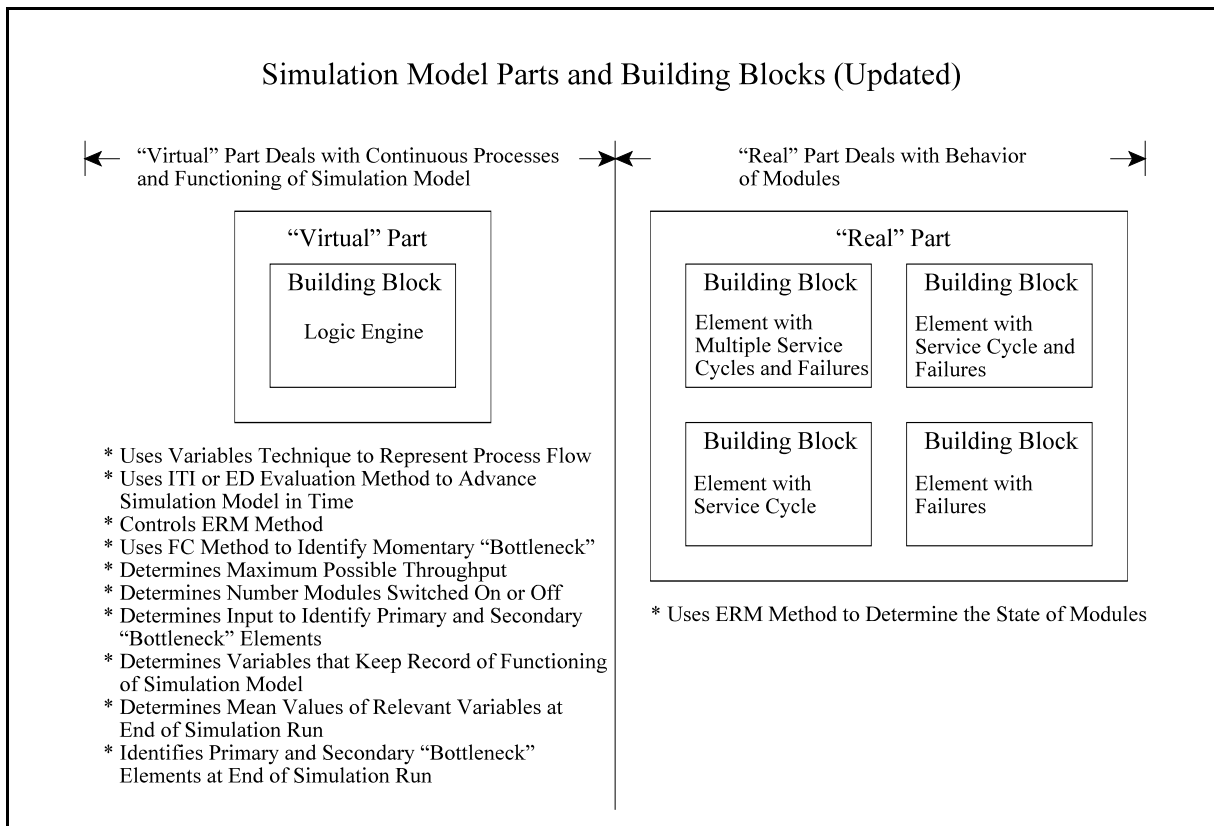 Simulation Model Parts and Building Blocks (Updated)
“Virtual” Part Deals with Continuous Processes
and Functioning of Simulation Model
“Virtual” Part
Building Block
Logic Engine
* Uses Variables Technique to Represent Process Flow
* Uses ITI or ED Evaluation Method to Advance
Simulation Model in Time
* Controls ERM Method
* Uses FC Method to Identify Momentary “Bottleneck”
* Determines Maximum Possible Throughput
* Determines Number Modules Switched On or Off
* Determines Input to Identify Primary and Secondary
“Bottleneck” Elements
* Determines Variables that Keep Record of Functioning
of Simulation Model
* Determines Mean Values of Relevant Variables at
End of Simulation Run
* Identifies Primary and Secondary “Bottleneck”
Elements at End of Simulation Run
“Real” Part Deals with Behavior
of Modules
“Real” Part
Building Block
Element with
Multiple Service
Cycles and Failures
Building Block
Element with
Service Cycle and
Failures
Building Block
Element with
Service Cycle
Building Block
Element with
Failures
* Uses ERM Method to Determine the State of Modules